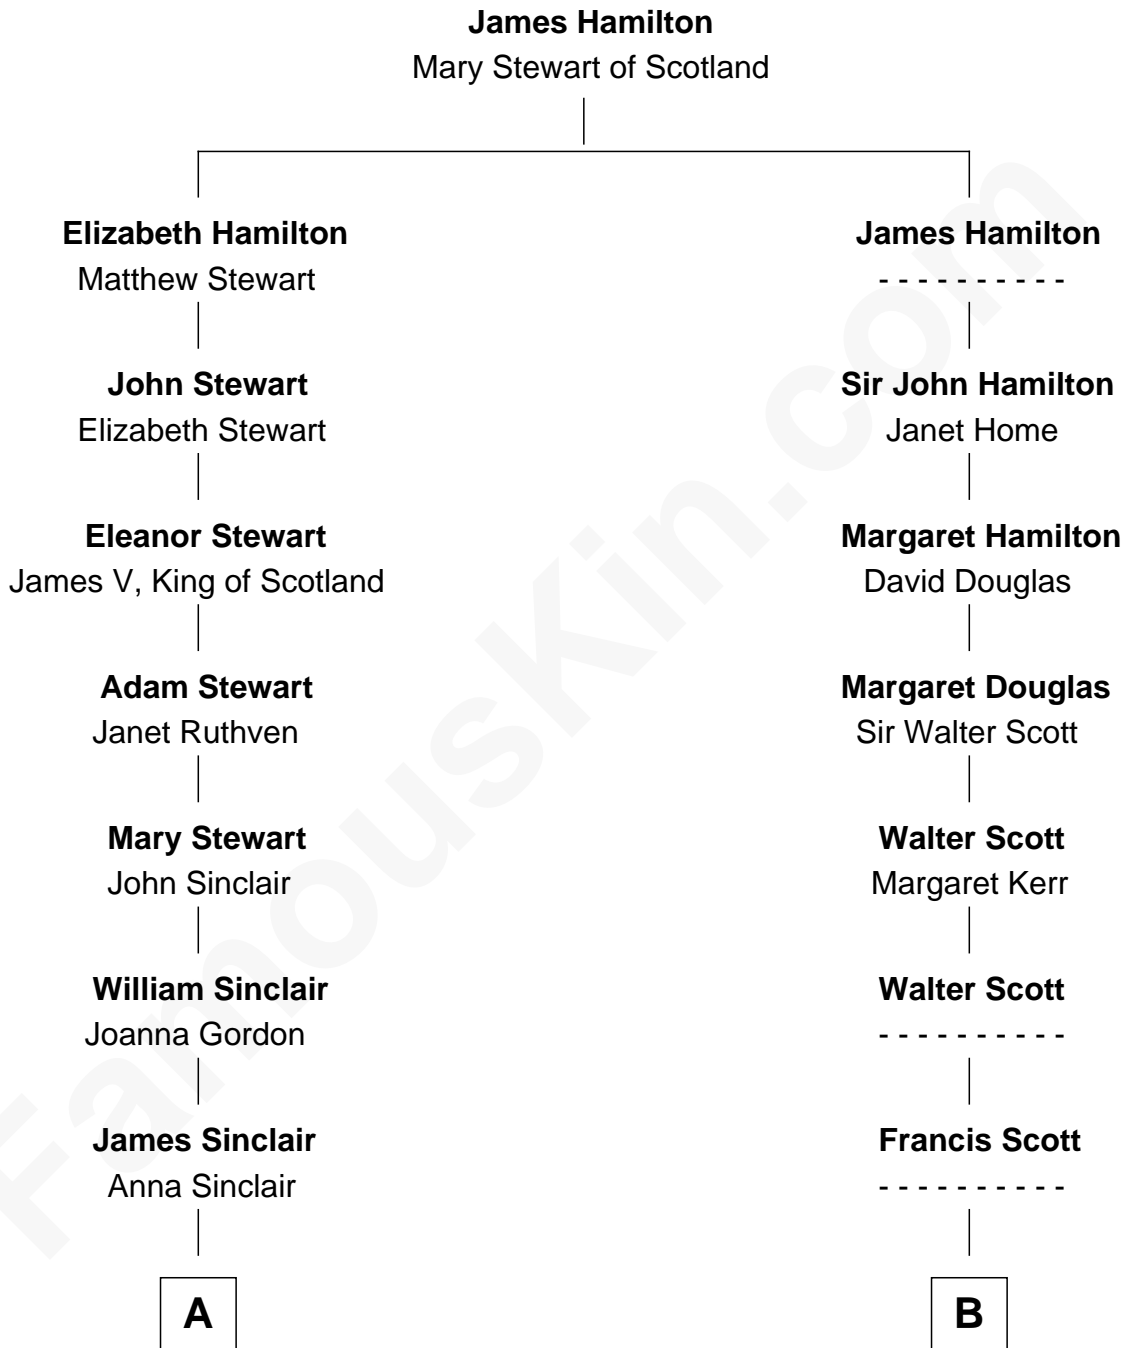 James Hamilton
Mary Stewart of Scotland
Elizabeth Hamilton
Matthew Stewart
James Hamilton
- - - - - - - - - -
John Stewart
Elizabeth Stewart
Sir John Hamilton
Janet Home
Eleanor Stewart
James V, King of Scotland
Margaret Hamilton
David Douglas
Adam Stewart
Janet Ruthven
Margaret Douglas
Sir Walter Scott
Mary Stewart
John Sinclair
Walter Scott
Margaret Kerr
William Sinclair
Joanna Gordon
Walter Scott
- - - - - - - - - -
James Sinclair
Anna Sinclair
Francis Scott
- - - - - - - - - -
A
B
FamousKin.com